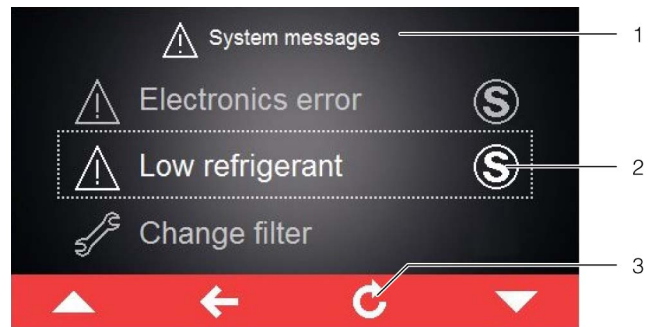 System messages
1
Electronics error S
Low refrigerant S
2
Change filter
3